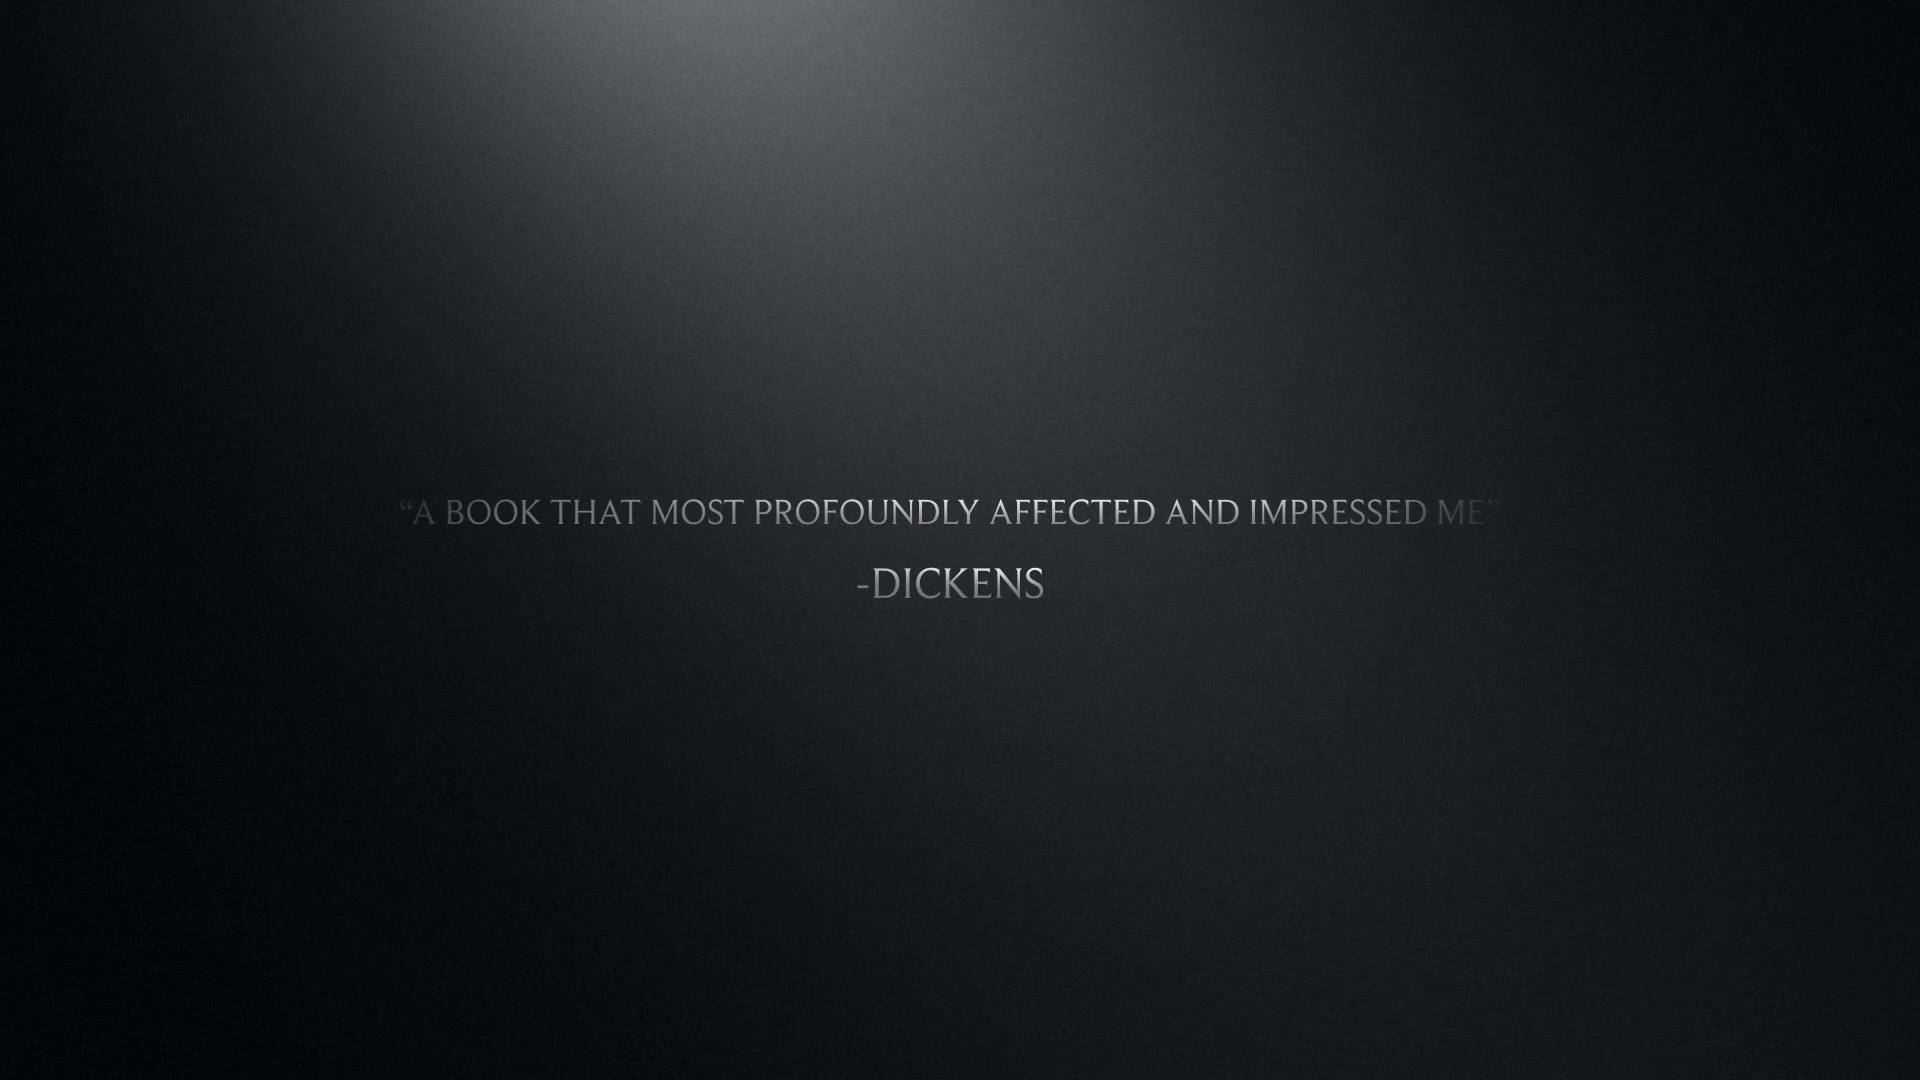 “A BOOK THAT MOST PROFOUNDLY AFFECTED AND IMPRESSED ME”
-DICKENS